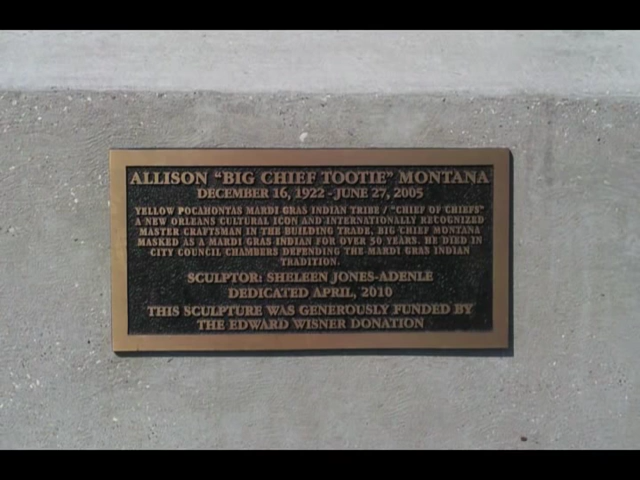 ALLISON "BIG CHIEF TOOTIE" MONTANA
DECEMBER 16, 1922 - JUNE 27, 2005
YELLOW POCAHONTAS MARDI GRAS INDIAN TRIBE / "CHIEF OF CHIEFS"
A NEW ORLEANS CULTURAL ICON AND INTERNATIONALLY RECOGNIZED
MASTER CRAFTSMAN IN THE BUILDING TRADE, BIG CHIEF MONTANA
MASKED AS A MARDI GRAS INDIAN FOR OVER 50 YEARS. HE DIED IN
CITY COUNCIL CHAMBERS DEFENDING THE MARDI GRAS INDIAN
TRADITION.
SCULPTOR: SHELEEN JONES-ADENLE
DEDICATED APRIL, 2010
THIS SCULPTURE WAS GENEROUSLY FUNDED BY
THE EDWARD WISNER DONATION